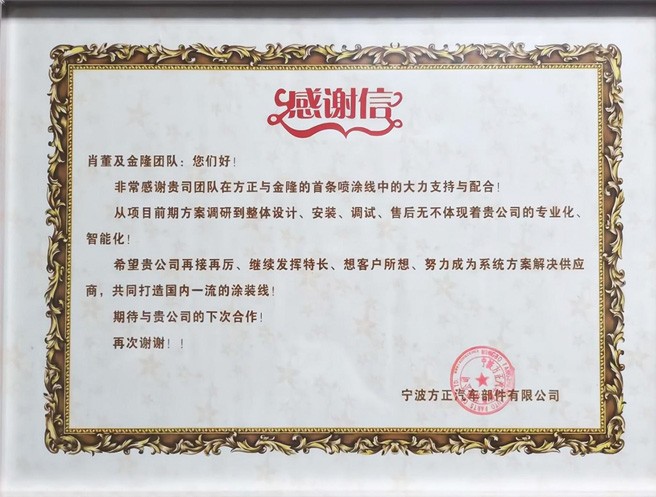 感谢信
肖董及金隆团队：您们好！
非常感谢贵司团队在方正与金隆的首条喷涂线中的大力支持与配合！
从项目前期方案调研到整体设计、安装、调试、售后无不体现着贵公司的专业化、
智能化！
希望贵公司再接再厉、继续发挥特长、想客户所想、努力成为系统方案解决供应
商，共同打造国内一流的涂装线！
期待与贵公司的下次合作！
再次谢谢！！
宁波方正汽车部件有限公司